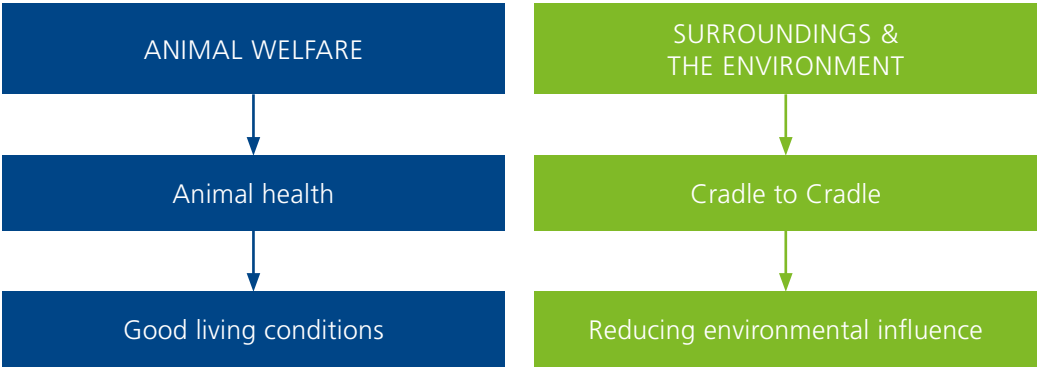 ANIMAL WELFARE
Animal health
Good living conditions
SURROUNDINGS &
THE ENVIRONMENT
Cradle to Cradle
Reducing environmental influence